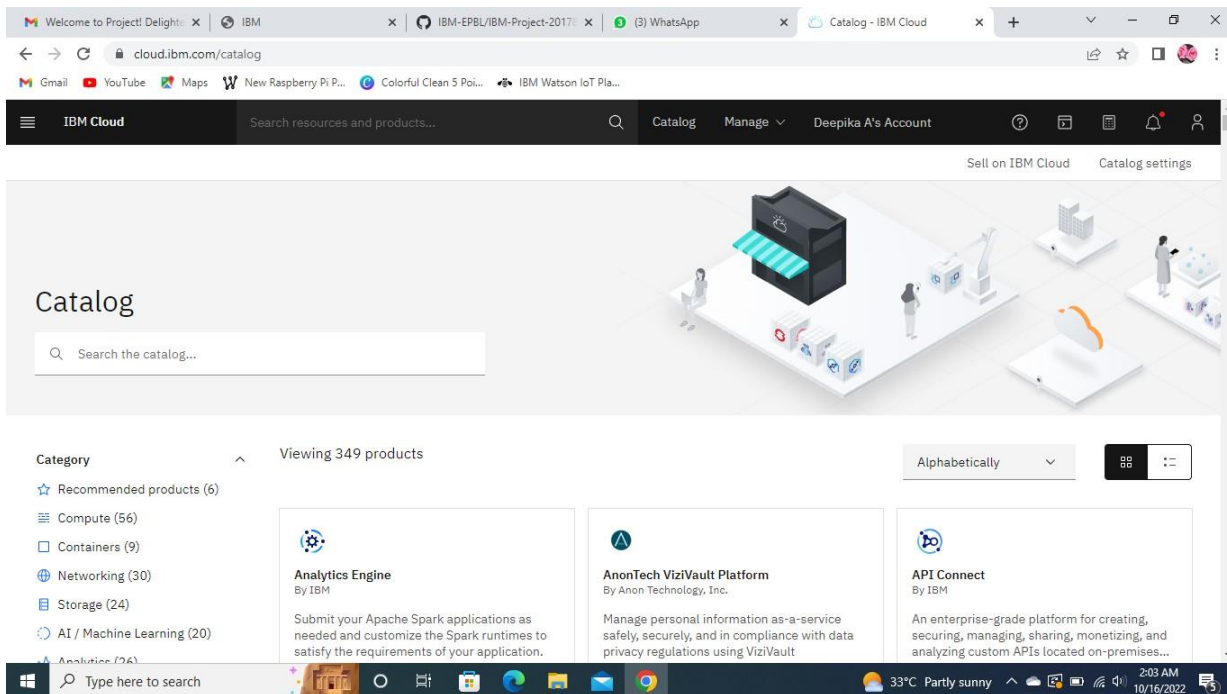 Welcome to Project! Delighte
IBM
IBM-EPBL/IBM-Project-20178
(3) WhatsApp
Catalog - IBM Cloud
cloud.ibm.com/catalog
Gmail
YouTube
Maps
New Raspberry Pi P...
Colorful Clean 5 Poi...
IBM Watson IoT Pla...
IBM Cloud
Search resources and products...
Catalog
Manage
Deepika A's Account
Sell on IBM Cloud
Catalog settings
Catalog
Search the catalog...
Category
Recommended products (6)
Compute (56)
Containers (9)
Networking (30)
Storage (24)
AI / Machine Learning (20)
Analytics (26)
Viewing 349 products
Alphabetically
Analytics Engine
By IBM
Submit your Apache Spark applications as
needed and customize the Spark runtimes to
satisfy the requirements of your application.
AnonTech ViziVault Platform
By Anon Technology, Inc.
Manage personal information as-a-service
safely, securely, and in compliance with data
privacy regulations using ViziVault
API Connect
By IBM
An enterprise-grade platform for creating,
securing, managing, sharing, monetizing, and
analyzing custom APIs located on-premises...
Type here to search
33°C Partly sunny
2:03 AM
10/16/2022